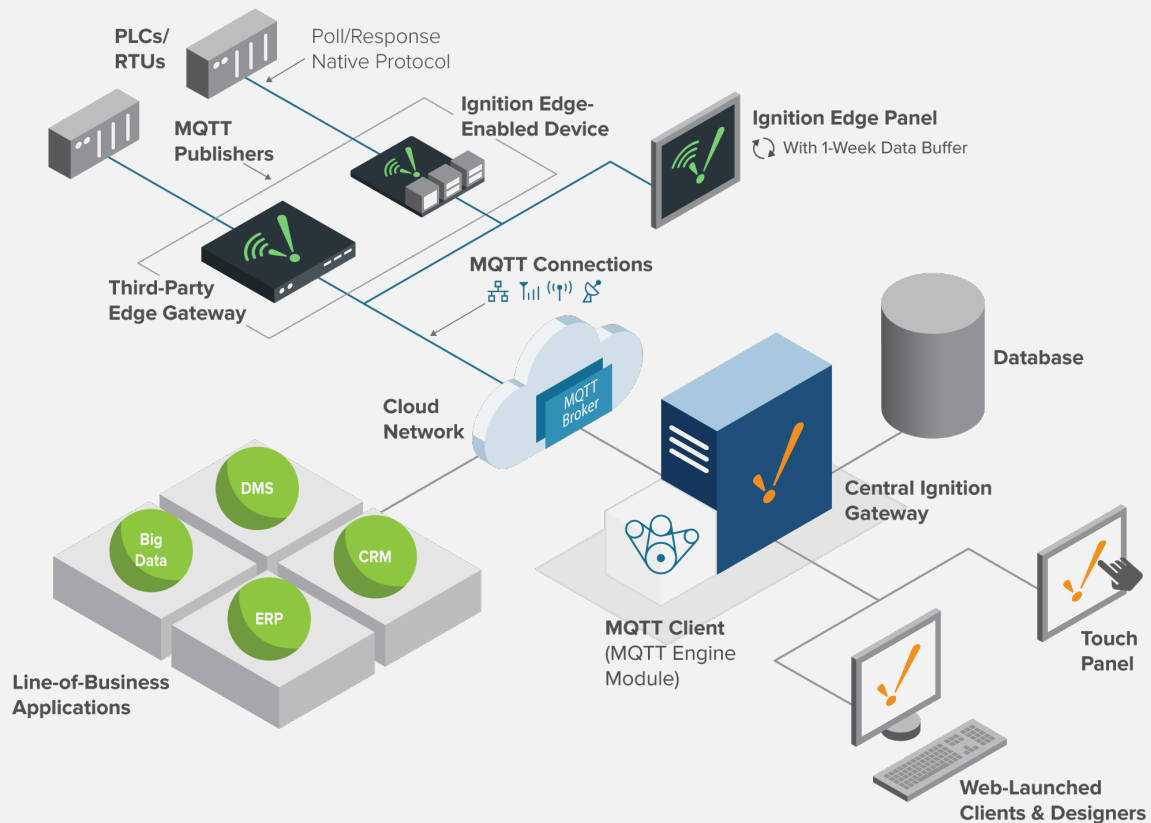 PLCs/
RTUs
Poll/Response
Native Protocol
MQTT
Publishers
Ignition Edge-
Enabled Device
Ignition Edge Panel
With 1-Week Data Buffer
Third-Party
Edge Gateway
MQTT Connections
Cloud
Network
MQTT
Broker
Database
Central Ignition
Gateway
DMS
Big
Data
CRM
ERP
Line-of-Business
Applications
MQTT Client
(MQTT Engine
Module)
Touch
Panel
Web-Launched
Clients & Designers